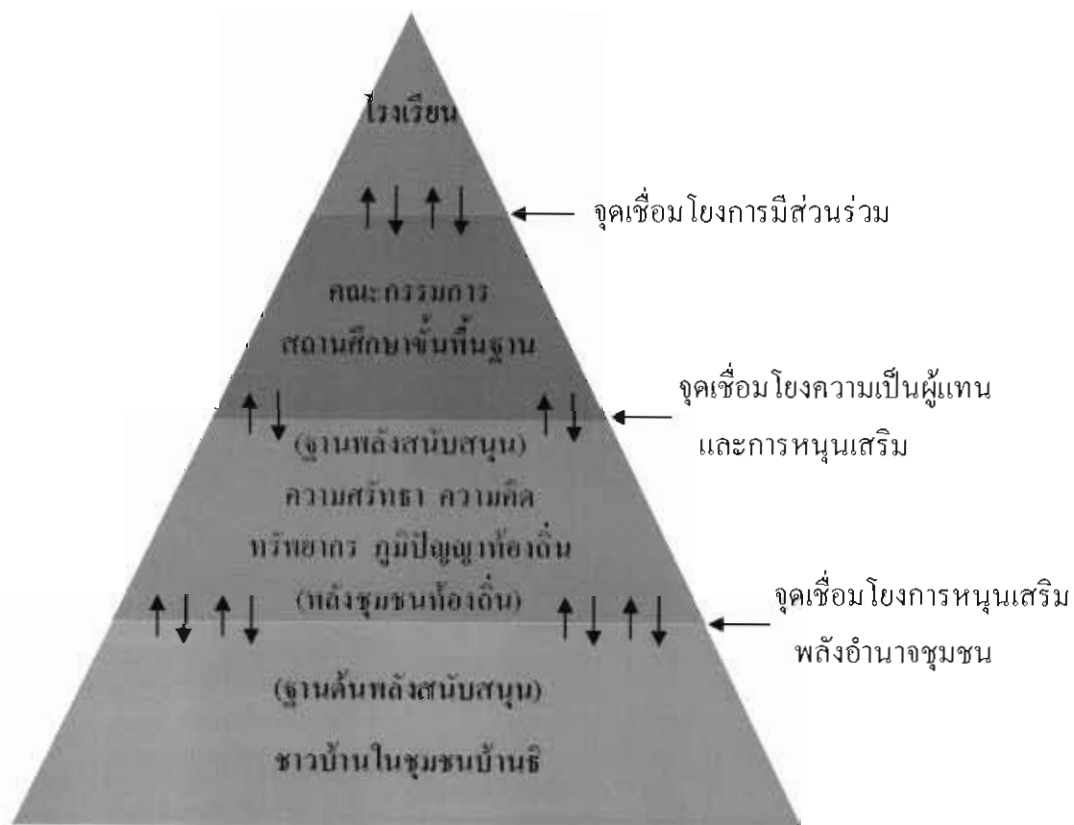 โรงเรียน
จุดเชื่อมโยงการมีส่วนร่วม
คณะกรรมการ
สถานศึกษาขั้นพื้นฐาน
จุดเชื่อมโยงความเป็นผู้แทน
และการหนุนเสริม
(ฐานพลังสนับสนุน)
ความศรัทธา ความคิด
ทรัพยากร ภูมิปัญญาท้องถิ่น
(พลังชุมชนท้องถิ่น)
จุดเชื่อมโยงการหนุนเสริม
พลังอำนาจชุมชน
(ฐานต้นพลังสนับสนุน)
ชาวบ้านในชุมชนบ้านธิ